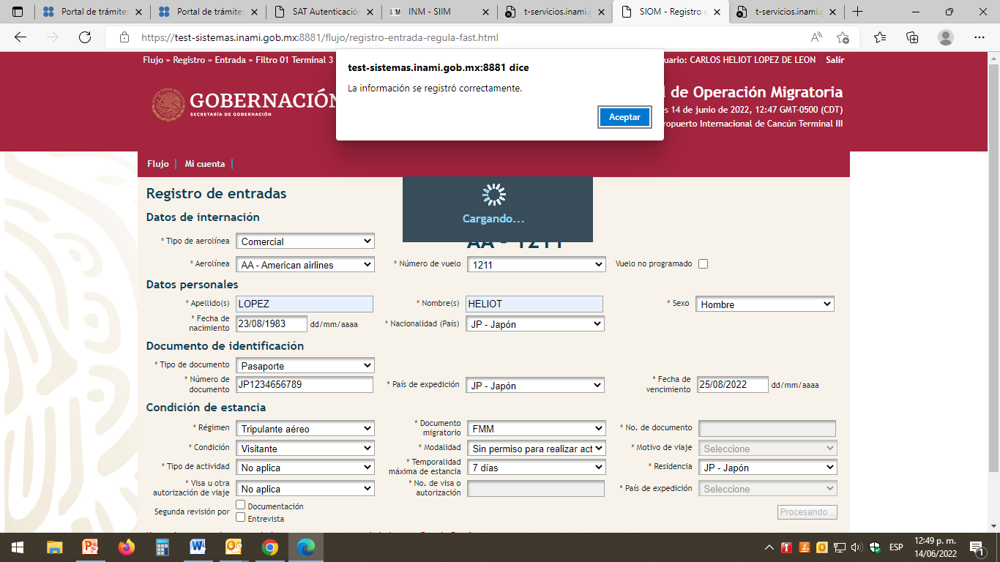 Portal de trámites
Portal de trámites
SAT Autenticación
INM - SIIM
t-servicios.inami.g
SIOM - Registro d
t-servicios.inami.g
https://test-sistemas.inami.gob.mx:8881/flujo/registro-entrada-regula-fast.html
Flujo » Registro » Entrada » Filtro 01 Terminal 3
uario: CARLOS HELIOT LOPEZ DE LEON Salir
test-sistemas.inami.gob.mx:8881 dice
La información se registró correctamente.
Aceptar
GOBERNACIÓN
SECRETARÍA DE GOBERNACIÓN
l de Operación Migratoria
s 14 de junio de 2022, 12:47 GMT-0500 (CDT)
ropuerto Internacional de Cancún Terminal III
Flujo | Mi cuenta |
Registro de entradas
Cargando...
Datos de internación
AA - 1211
* Tipo de aerolínea Comercial
* Aerolínea AA - American airlines * Número de vuelo 1211 Vuelo no programado
Datos personales
* Apellido(s) LOPEZ * Nombre(s) HELIOT * Sexo Hombre
* Fecha de nacimiento 23/08/1983 dd/mm/aaaa * Nacionalidad (País) JP - Japón
Documento de identificación
* Tipo de documento Pasaporte
* Número de documento JP1234656789 * País de expedición JP - Japón * Fecha de vencimiento 25/08/2022 dd/mm/aaaa
Condición de estancia
* Régimen Tripulante aéreo * Documento migratorio FMM * No. de documento
* Condición Visitante * Modalidad Sin permiso para realizar act * Motivo de viaje Seleccione
* Tipo de actividad No aplica * Temporalidad máxima de estancia 7 días * Residencia JP - Japón
* Visa u otra autorización de viaje No aplica * No. de visa o autorización * País de expedición Seleccione
Segunda revisión por Documentación
Entrevista
Procesando...
ESP
12:49 p. m.
14/06/2022
1